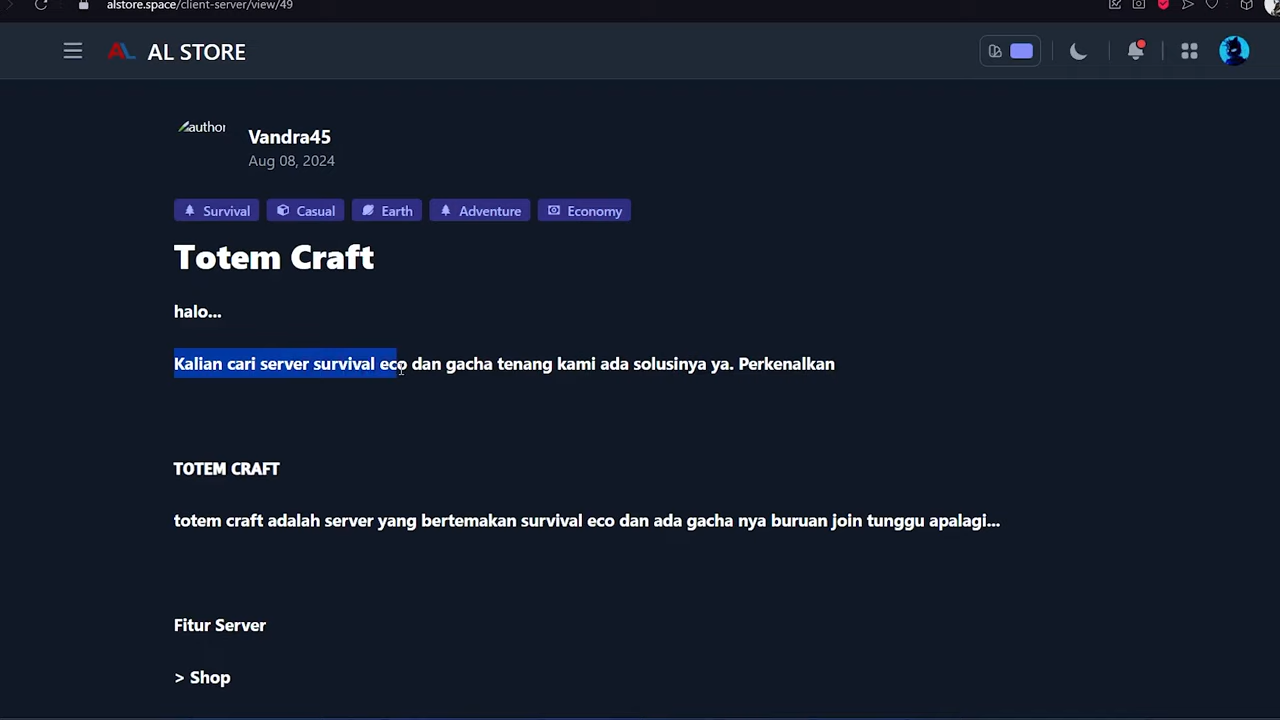 alstore.space/client-server/view/49
AL STORE
author
Vandra45
Aug 08, 2024
Survival Casual Earth Adventure Economy
Totem Craft
halo...
Kalian cari server survival eco dan gacha tenang kami ada solusinya ya. Perkenalkan
TOTEM CRAFT
totem craft adalah server yang bertemakan survival eco dan ada gacha nya buruan join tunggu apalagi...
Fitur Server
> Shop